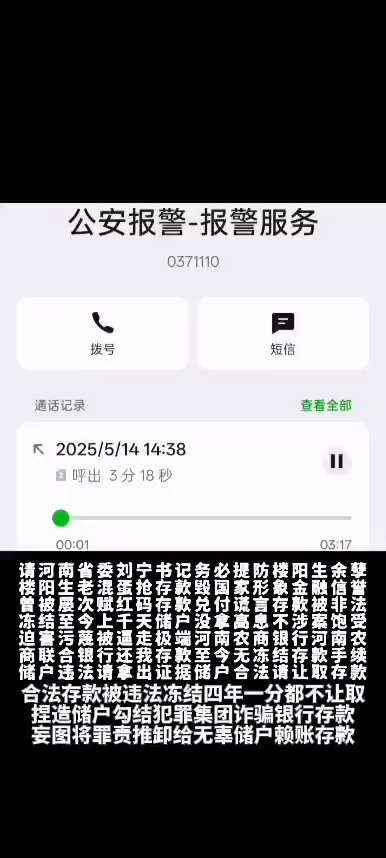 公安报警-报警服务
0371110
拨号
短信
通话记录
查看全部
2025/5/14 14:38
呼出 3 分 18 秒
00:01
03:17
请河南省委刘宁书记务必提防楼阳生余孽
楼阳生老混蛋抢存款毁国家形象金融信誉
曾被屡次赋红码存款兑付谎言存款被非法
冻结至今上被天储款没拿高息不涉案饱受
迫害污蔑千逼走极端河南农商银行河南农
商联合银行还我存款至今无冻结让取手续
储户违法请拿出证据储户合法请款存款
合法存款被违法冻结四年一分都不让取
捏造储户勾结犯罪集团诈骗银行存款
妄图将罪责推卸给无辜储户赖账存款